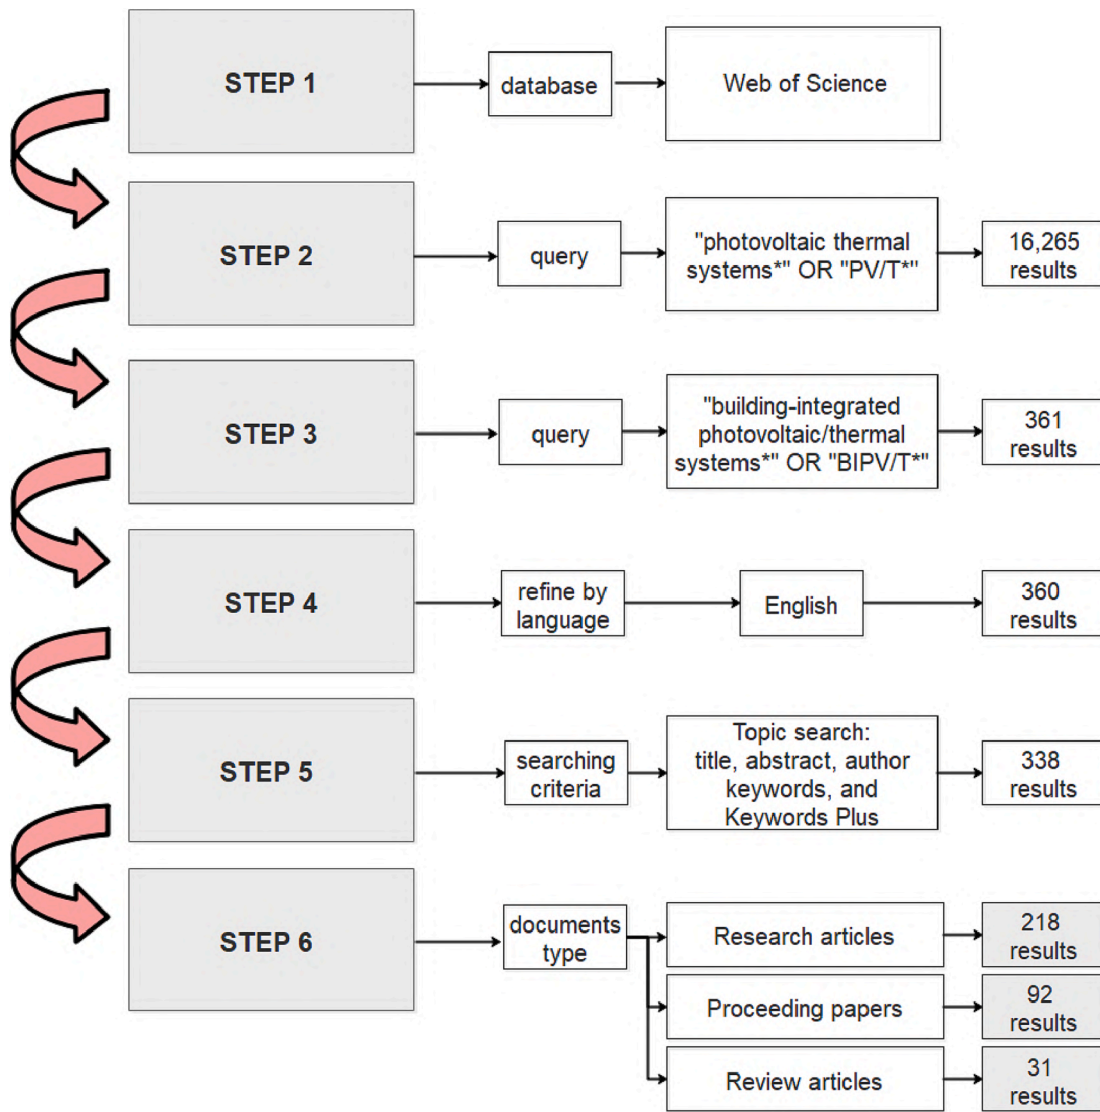 STEP 1
database
Web of Science
STEP 2
query
"photovoltaic thermal
systems*" OR "PV/T*"
16,265
results
STEP 3
query
"building-integrated
photovoltaic/thermal
systems*" OR "BIPV/T*"
361
results
STEP 4
refine by
language
English
360
results
STEP 5
searching
criteria
Topic search:
title, abstract, author
keywords, and
Keywords Plus
338
results
STEP 6
documents
type
Research articles
218
results
Proceeding papers
92
results
Review articles
31
results